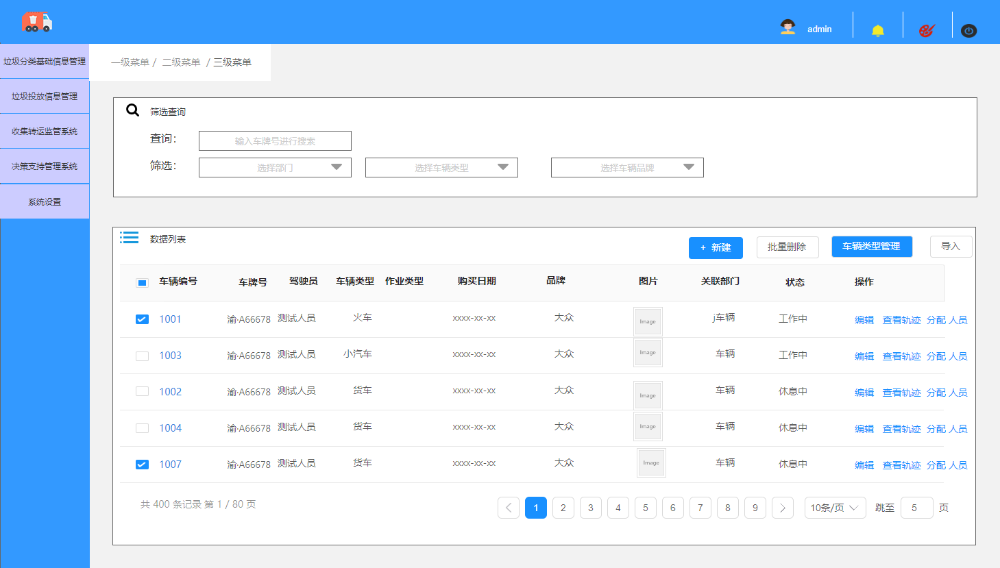 admin
垃圾分类基础信息管理
一级菜单 / 二级菜单 / 三级菜单
垃圾投放信息管理
收集转运监管系统
决策支持管理系统
系统设置
筛选查询
查询：
输入车牌号进行搜索
筛选：
选择部门
选择车辆类型
选择车辆品牌
数据列表
+ 新建
批量删除
车辆类型管理
导入
车辆编号 车牌号 驾驶员 车辆类型 作业类型 购买日期 品牌 图片 关联部门 状态 操作
1001 渝·A66678 测试人员 火车 xxxx-xx-xx 大众 Image j车辆 工作中 编辑 查看轨迹 分配 人员
1003 渝·A66678 测试人员 小汽车 xxxx-xx-xx 大众 Image 车辆 工作中 编辑 查看轨迹 分配 人员
1002 渝·A66678 测试人员 货车 xxxx-xx-xx 大众 Image 车辆 休息中 编辑 查看轨迹 分配 人员
1004 渝·A66678 测试人员 货车 xxxx-xx-xx 大众 Image 车辆 休息中 编辑 查看轨迹 分配 人员
1007 渝·A66678 测试人员 货车 xxxx-xx-xx 大众 Image 车辆 休息中 编辑 查看轨迹 分配 人员
共 400 条记录 第 1 / 80 页
1 2 3 4 5 6 7 8 9 10条/页 跳至 5 页